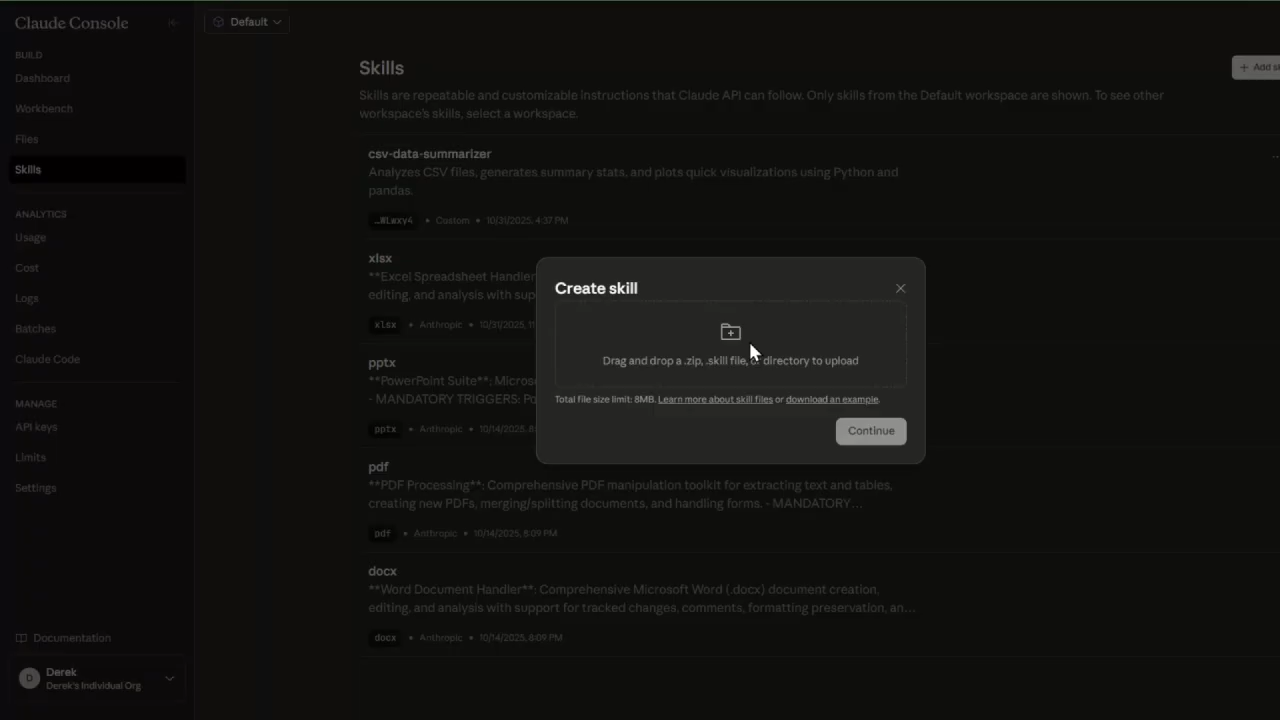 Claude Console
Default
BUILD
Dashboard
Workbench
Files
Skills
ANALYTICS
Usage
Cost
Logs
Batches
Claude Code
MANAGE
API keys
Limits
Settings
Documentation
D
Derek
Derek's Individual Org
Skills
+ Add
Skills are repeatable and customizable instructions that Claude API can follow. Only skills from the Default workspace are shown. To see other
workspace's skills, select a workspace.
csv-data-summarizer
Analyzes CSV files, generates summary stats, and plots quick visualizations using Python and
pandas.
…WLwxy4 • Custom • 10/31/2025, 4:37 PM
xlsx
**Excel Spreadsheet Handler
editing, and analysis with
xlsx • Anthropic • 10/31/2025,
pptx
**PowerPoint Suite**:
- MANDATORY TRIGGERS:
pptx • Anthropic • 10/14/2025,
pdf
**PDF Processing**: Comprehensive PDF manipulation toolkit for extracting text and tables,
creating new PDFs, merging/splitting documents, and handling forms. - MANDATORY…
pdf • Anthropic • 10/14/2025, 8:09 PM
docx
**Word Document Handler**: Comprehensive Microsoft Word (.docx) document creation,
editing, and analysis with support for tracked changes, comments, formatting preservation, an…
docx • Anthropic • 10/14/2025, 8:09 PM
Create skill
Drag and drop a .zip, .skill file, directory to upload
Total file size limit: 8MB. Learn more about skill files or download an example.
Continue